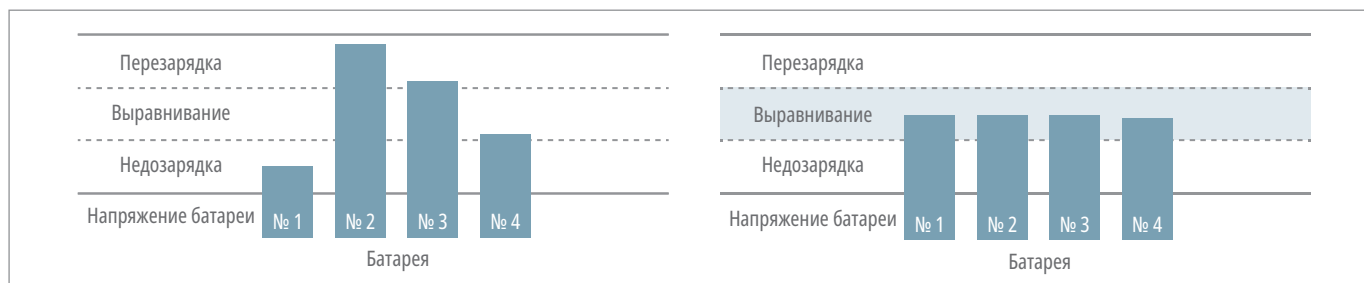 Перезарядка
Выравнивание
Недозарядка
Напряжение батареи
№ 1
№ 2
№ 3
№ 4
Батарея
Перезарядка
Выравнивание
Недозарядка
Напряжение батареи
№ 1
№ 2
№ 3
№ 4
Батарея